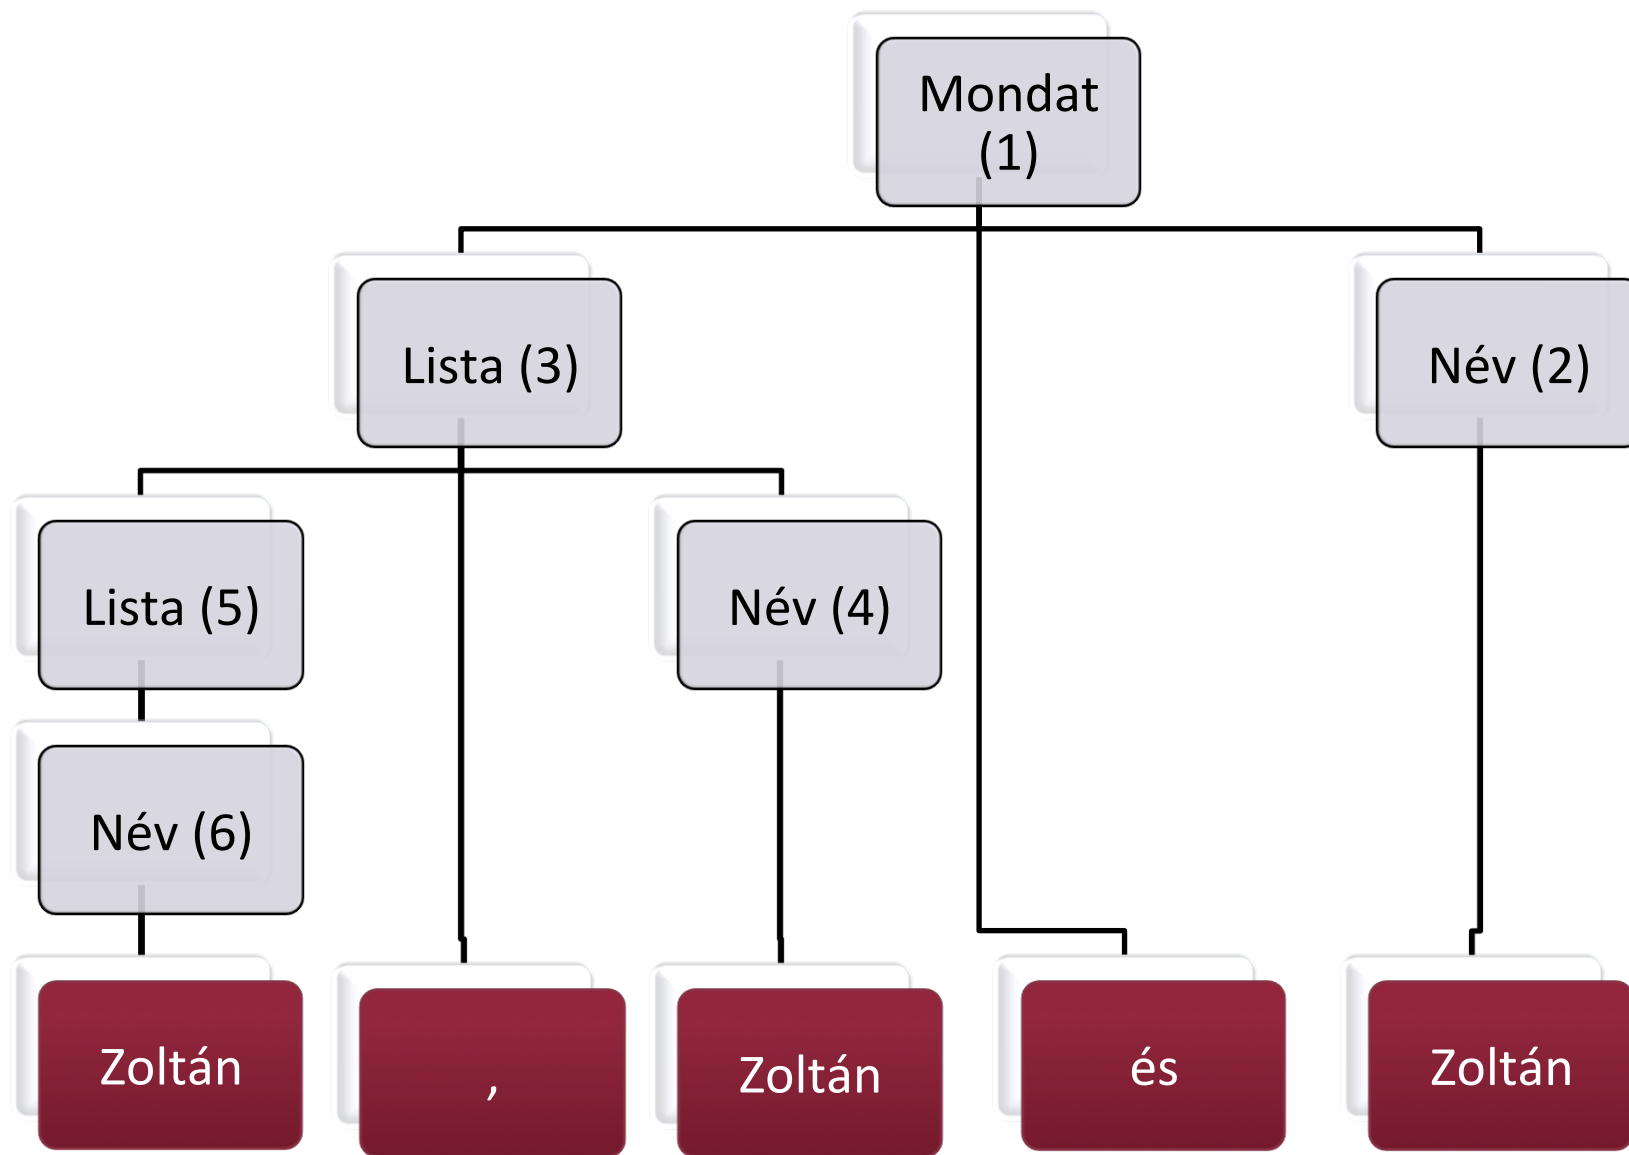 Mondat
(1)
Lista (3)
Név (2)
Lista (5)
Név (4)
Név (6)
Zoltán
,
Zoltán
és
Zoltán